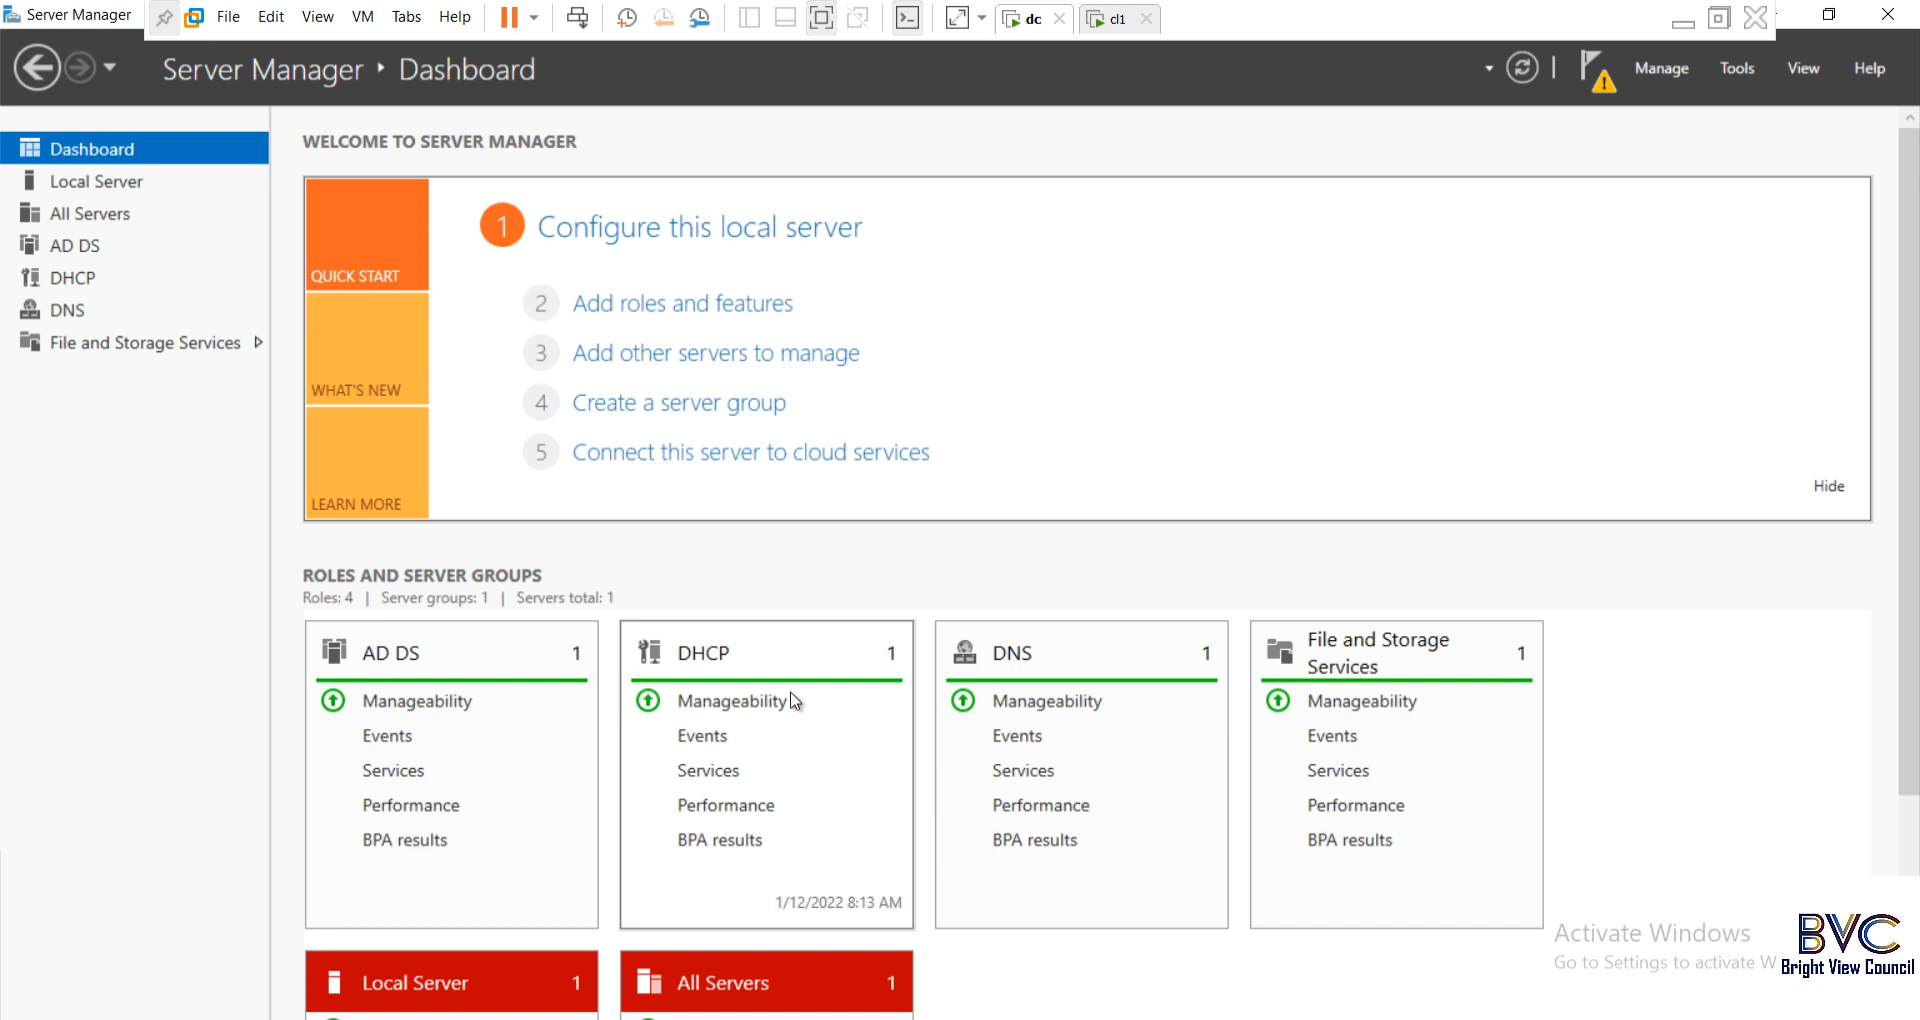 Server Manager
File Edit View VM Tabs Help
dc
cl1
Server Manager • Dashboard
Manage Tools View Help
Dashboard
Local Server
All Servers
AD DS
DHCP
DNS
File and Storage Services
WELCOME TO SERVER MANAGER
QUICK START
WHAT'S NEW
LEARN MORE
1 Configure this local server
2 Add roles and features
3 Add other servers to manage
4 Create a server group
5 Connect this server to cloud services
Hide
ROLES AND SERVER GROUPS
Roles: 4 | Server groups: 1 | Servers total: 1
AD DS 1
Manageability
Events
Services
Performance
BPA results
DHCP 1
Manageability
Events
Services
Performance
BPA results
1/12/2022 8:13 AM
DNS 1
Manageability
Events
Services
Performance
BPA results
File and Storage
Services 1
Manageability
Events
Services
Performance
BPA results
Local Server 1
All Servers 1
Activate Windows
Go to Settings to activate W
BVC
Bright View Council